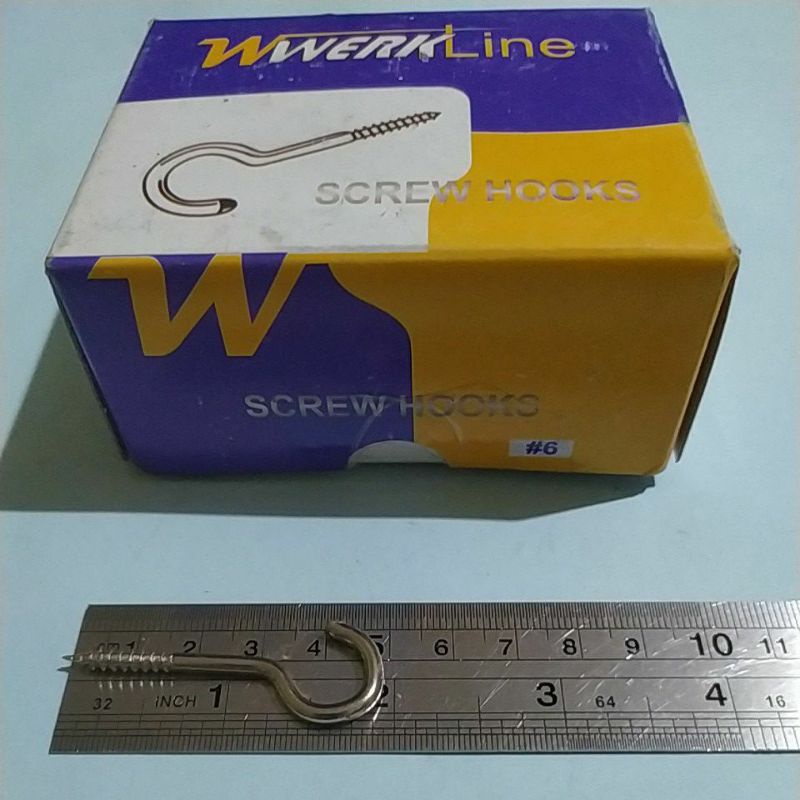 WWERKLine
SCREW HOOKS
W
SCREW HOOKS
#6
1 2 3 4 5 6 7 8 9 10 11
32 INCH 1 2 3 64 4 16